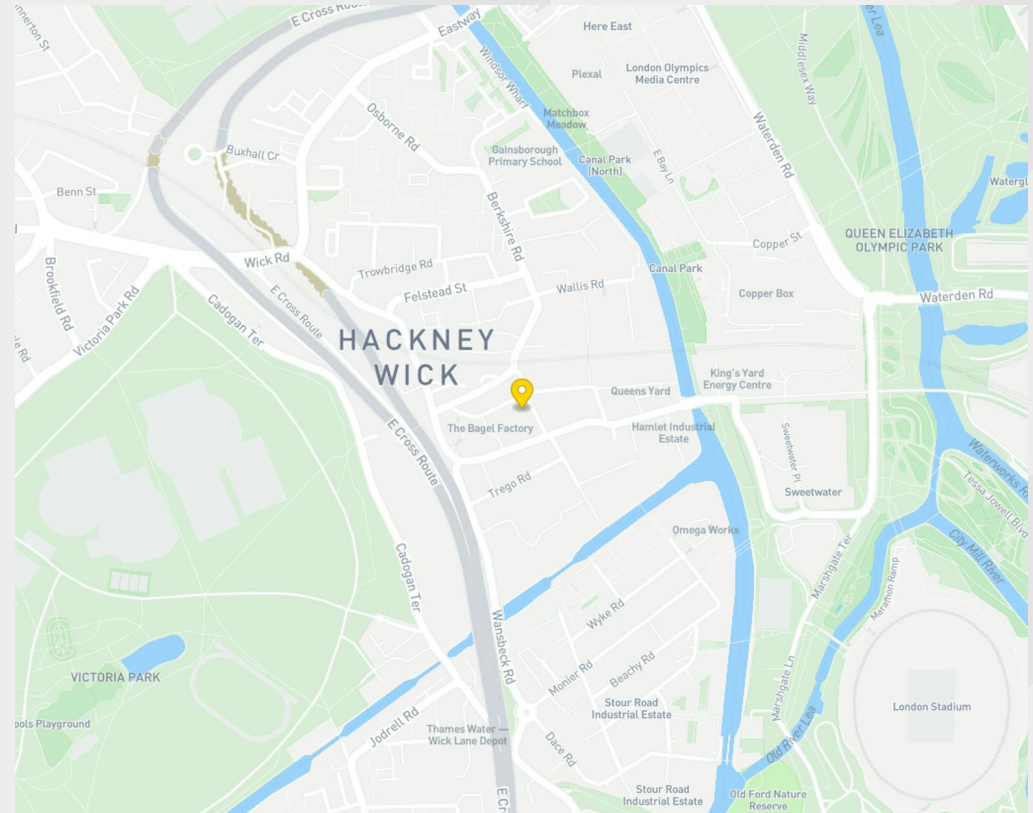 E Cross Rou
Eastway
Here East
Windsor Wharf
Plexal
London Olympics
Media Centre
Middlesex Way
Osborne Rd
Matchbox
Meadow
Waterden Rd
Buxhall Cr
Gainsborough
Primary School
Canal Park
[North]
E Bay Ln
Benn St
Berkshire Rd
QUEEN ELIZABETH
OLYMPIC PARK
Copper St
Wick Rd
Trowbridge Rd
Canal Park
Brookfield Rd
Victoria Park Rd
Felstead St
Wallis Rd
Copper Box
Waterden Rd
Cadogan Ter
E Cross Route
HACKNEY
WICK
King's Yard
Energy Centre
Queens Yard
The Bagel Factory
Hamlet Industrial
Estate
E Cross Route
Sweetwater Pl
Trego Rd
Sweetwater
Tessa Jowell Blvd
Omega Works
City Mill River
Cadogan Ter
Marshgate Ter
Marathon Ramp
Wyke Rd
Wansbeck Rd
Monier Rd
Beachy Rd
VICTORIA PARK
Marshgate Ln
Stour Road
Industrial Estate
London Stadium
Jodrell Rd
Thames Water —
Wick Lane Depot
Dace Rd
Old River Lea
Stour Road
Industrial Estate
Old Ford Nature
Reserve